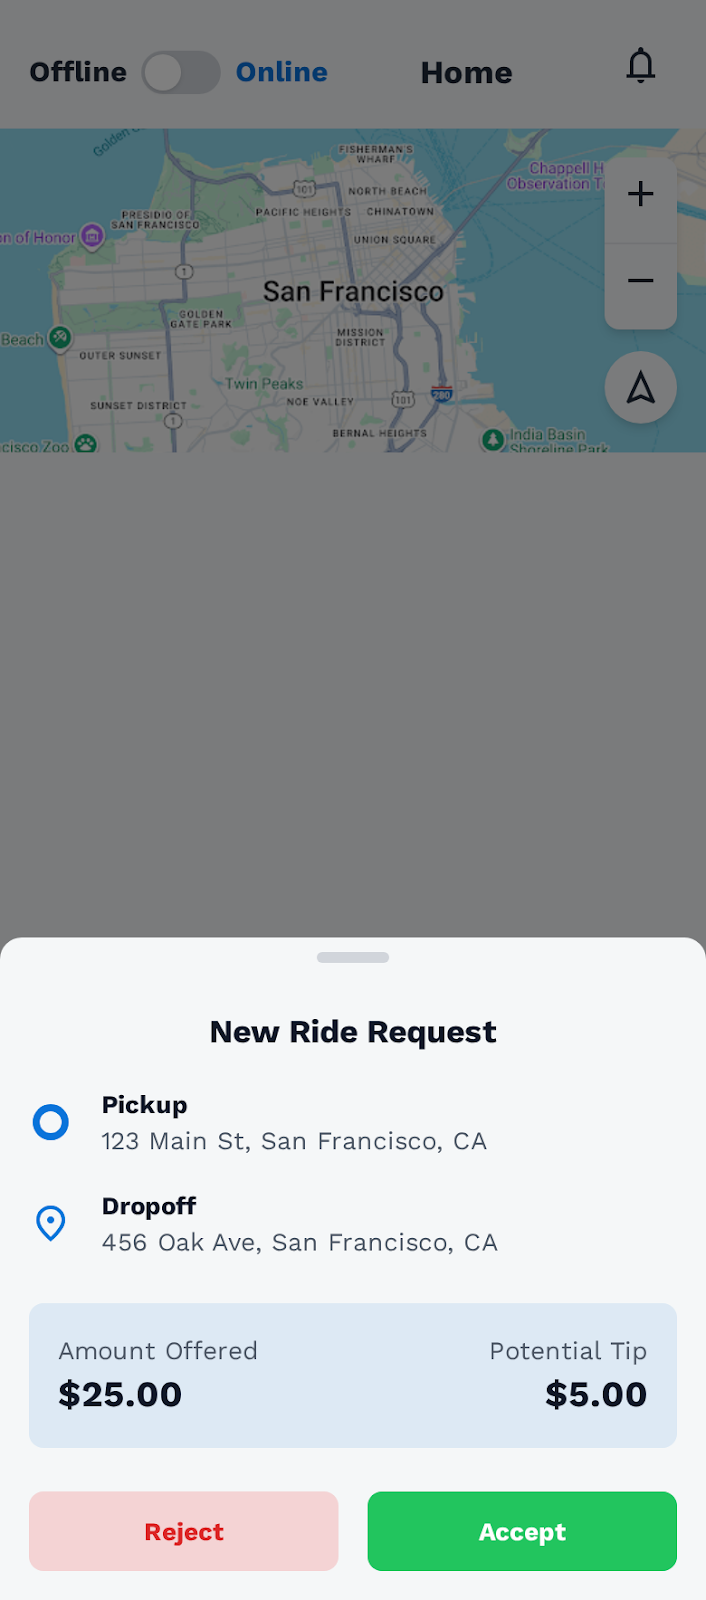 Offline Online Home
Golden
FISHERMAN'S
WHARF
Chappell H
Observation T
101
NORTH BEACH
PRESIDIO OF
SAN FRANCISCO
PACIFIC HEIGHTS CHINATOWN
n of Honor
UNION SQUARE
1
San Francisco
GOLDEN
GATE PARK
MISSION
DISTRICT
Beach
OUTER SUNSET
Twin Peaks
280
SUNSET DISTRICT
NOE VALLEY
101
1
BERNAL HEIGHTS
India Basin
Shoreline Park
cisco Zoo
New Ride Request
Pickup
123 Main St, San Francisco, CA
Dropoff
456 Oak Ave, San Francisco, CA
Amount Offered Potential Tip
$25.00 $5.00
Reject Accept